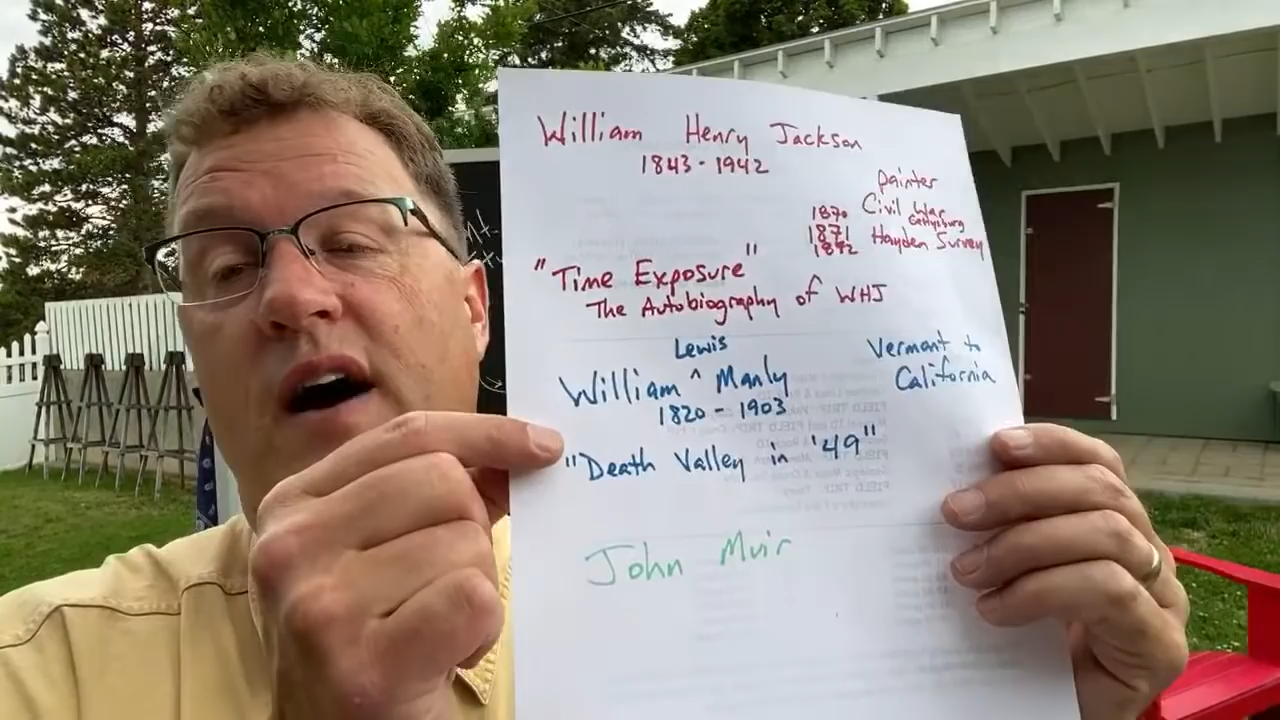 William Henry Jackson
1843 - 1942
painter
1870 Civil War
Gettysburg
1871 Hayden Survey
1872
"Time Exposure"
The Autobiography of WHJ
Lewis
William ^ Manly
1820 - 1903
Vermont to
California
"Death Valley in '49"
John Muir